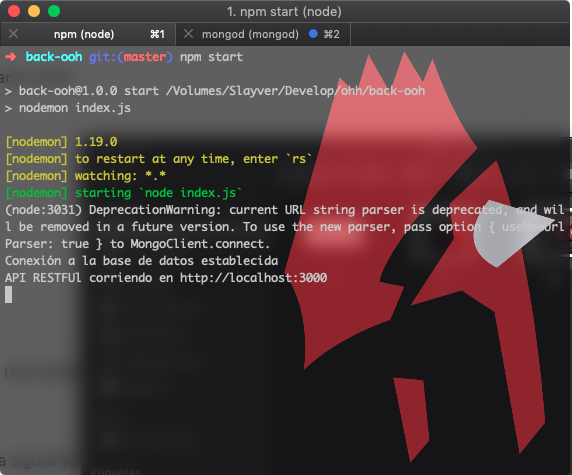 1. npm start (node)
npm (node) ⌘1 mongod (mongod) ⌘2
➜ back-ooh git:(master) npm start
> back-ooh@1.0.0 start /Volumes/Slayver/Develop/ohh/back-ooh
> nodemon index.js
[nodemon] 1.19.0
[nodemon] to restart at any time, enter `rs`
[nodemon] watching: *.*
[nodemon] starting `node index.js`
(node:3031) DeprecationWarning: current URL string parser is deprecated, and wil
l be removed in a future version. To use the new parser, pass option { useNewUrl
Parser: true } to MongoClient.connect.
Conexión a la base de datos establecida
API RESTFUl corriendo en http://localhost:3000
Etiquetas